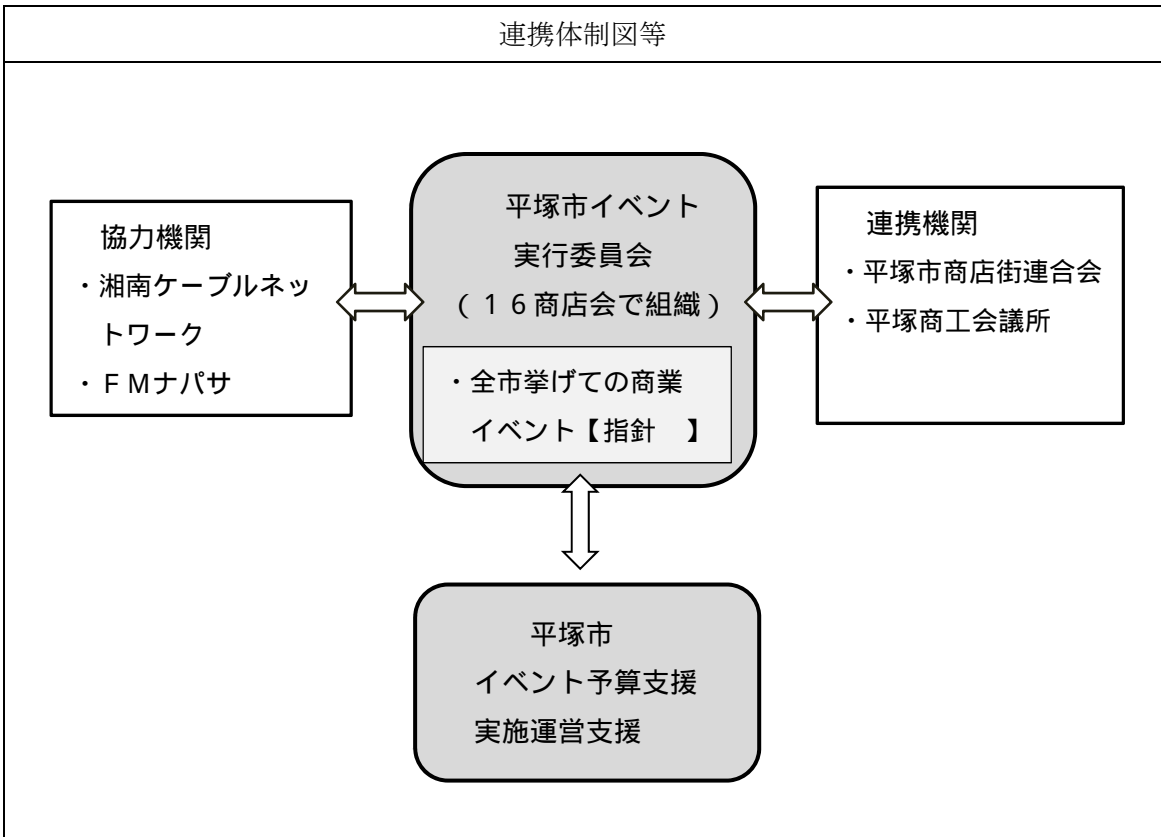 連携体制図等
協力機関
・湘南ケーブルネッ
トワーク
・ＦＭナパサ
平塚市イベント
実行委員会
（１６商店会で組織）
・全市挙げての商業
イベント【指針　】
連携機関
・平塚市商店街連合会
・平塚商工会議所
平塚市
イベント予算支援
実施運営支援